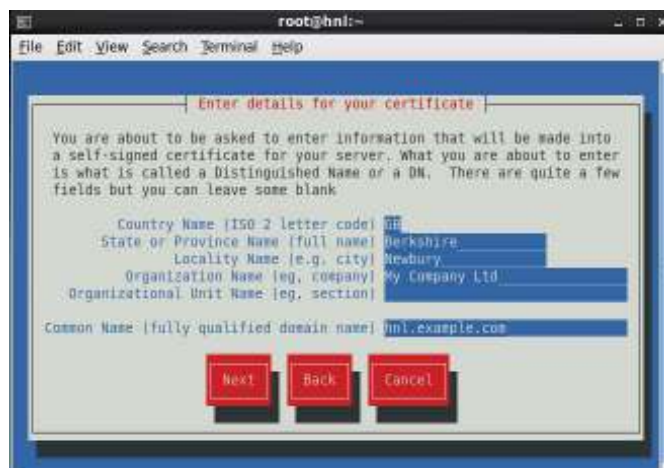 root@hnl:~
File Edit View Search Terminal Help
Enter details for your certificate
You are about to be asked to enter information that will be made into
a self-signed certificate for your server. What you are about to enter
is what is called a Distinguished Name or a DN. There are quite a few
fields but you can leave some blank
Country Name (ISO 2 letter code) GB
State or Province Name (full name) Berkshire
Locality Name (e.g. city) Newbury
Organization Name (eg, company) My Company Ltd
Organizational Unit Name (eg, section)
Common Name (fully qualified domain name) hnl.example.com
Next Back Cancel